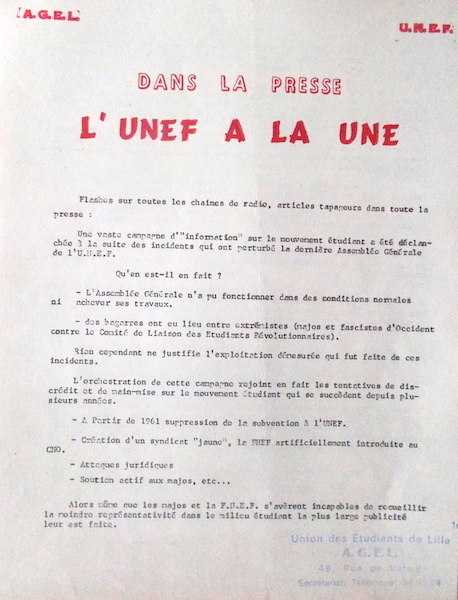 A.G.E.L.
U.N.E.F.
DANS LA PRESSE
L'UNEF A LA UNE
Flashes sur toutes les chaines de radio, articles tapageurs dans toute la
presse :
Une vaste campagne d'"information" sur le mouvement étudiant a été déclan-
chée à la suite des incidents qui ont perturbé la dernière Assemblée Générale
de l'U.N.E.F.
Qu'en est-il en fait ?
- L'Assemblée Générale n'a pu fonctionner dans des conditions normales
ni achever ses travaux.
- des bagarres ont eu lieu entre extrémistes (majos et fascistes d'Occident
contre le Comité de Liaison des Etudiants Révolutionnaires).
Rien cependant ne justifie l'exploitation démesurée qui fut faite de ces
incidents.
L'orchestration de cette campagne rejoint en fait les tentatives de dis-
crédit et de main-mise sur le mouvement étudiant qui se succèdent depuis plu-
sieurs années.
- A Partir de 1961 suppression de la subvention à l'UNEF.
- Création d'un syndicat "jaune", la FNEF artificiellement introduite au
CNO.
- Attaques juridiques
- Soutien actif aux majos, etc...
Alors même que les majos et la F.N.E.F. s'avèrent incapables de recueillir
la moindre représentativité dans le milieu étudiant la plus large publicité
leur est faite.
Union des Étudiants de Lille
A.G.E.L.
Rue de
Secrétariat: Téléphone